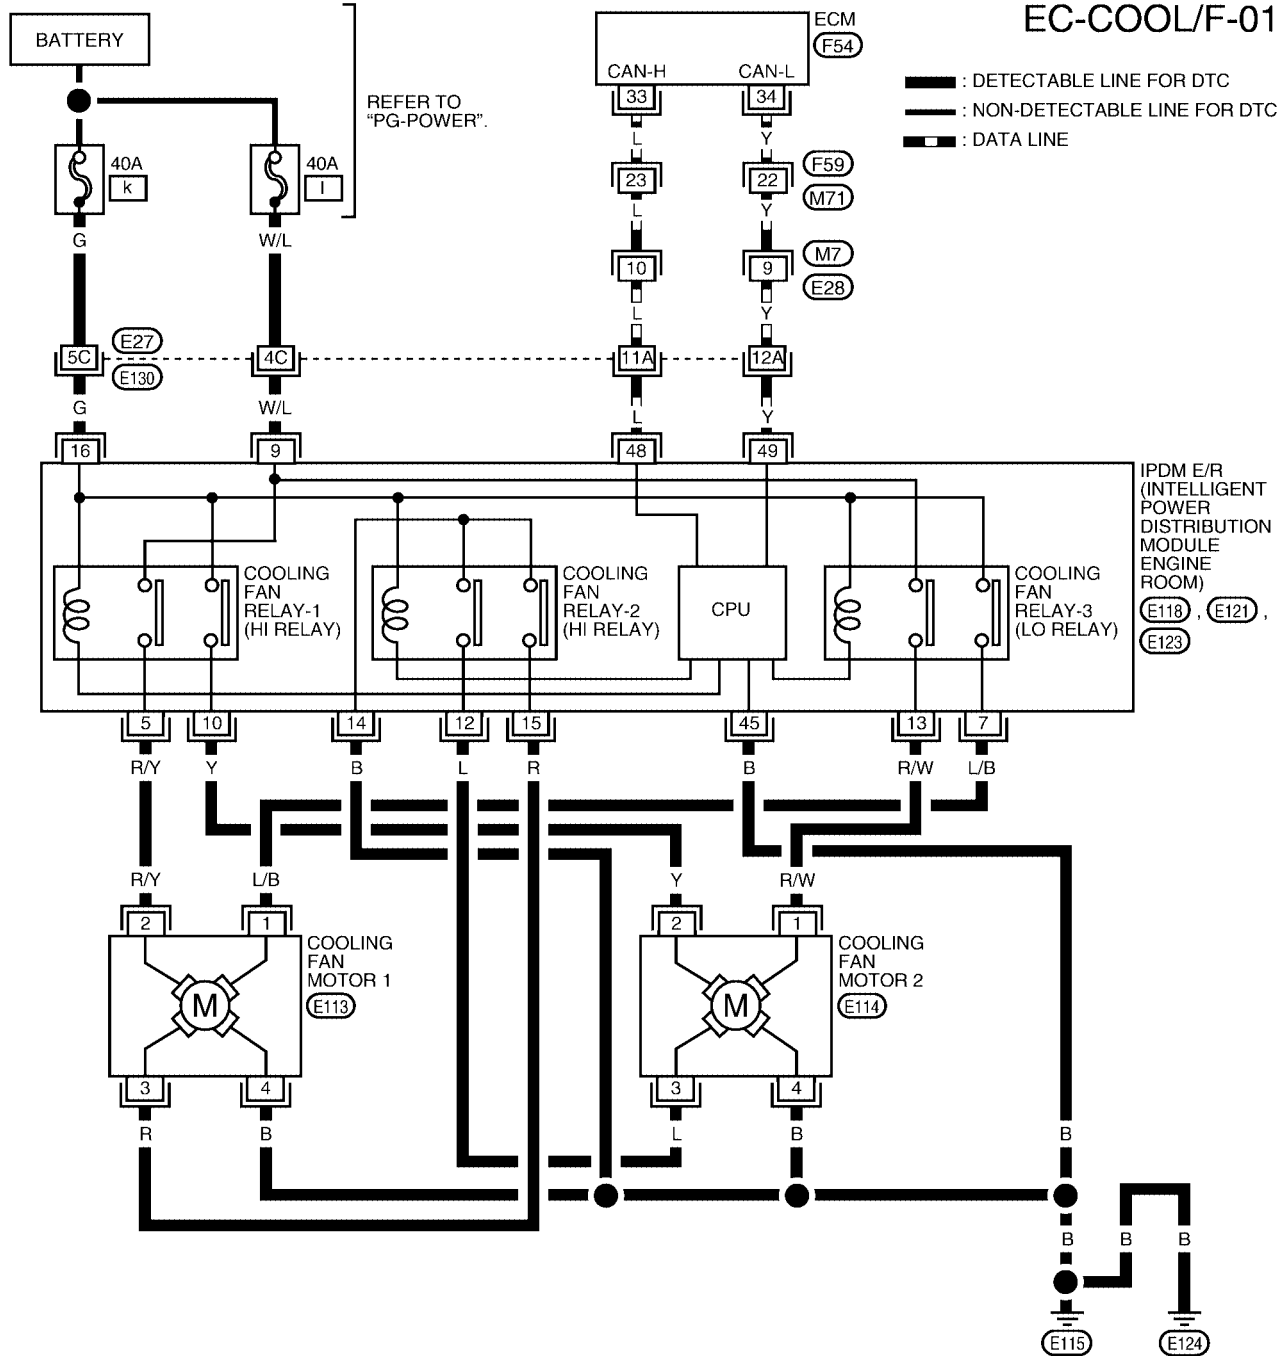 EC-COOL/F-01
BATTERY
REFER TO
"PG-POWER".
40A
k
40A
l
ECM
F54
CAN-H CAN-L
33 34
: DETECTABLE LINE FOR DTC
: NON-DETECTABLE LINE FOR DTC
: DATA LINE
L Y
23 22
F59
M71
L Y
10 9
M7
E28
L Y
G W/L
5C 4C 11A 12A
E27
E130
G W/L L Y
16 9 48 49
IPDM E/R
(INTELLIGENT
POWER
DISTRIBUTION
MODULE
ENGINE
ROOM)
E118 , E121 ,
E123
COOLING
FAN
RELAY-1
(HI RELAY)
COOLING
FAN
RELAY-2
(HI RELAY)
CPU
COOLING
FAN
RELAY-3
(LO RELAY)
5 10 14 12 15 45 13 7
R/Y Y B L R B R/W L/B
R/Y L/B Y R/W
2 1 2 1
COOLING
FAN
MOTOR 1
E113
M
COOLING
FAN
MOTOR 2
E114
M
3 4 3 4
R B L B B
B B B
E115 E124